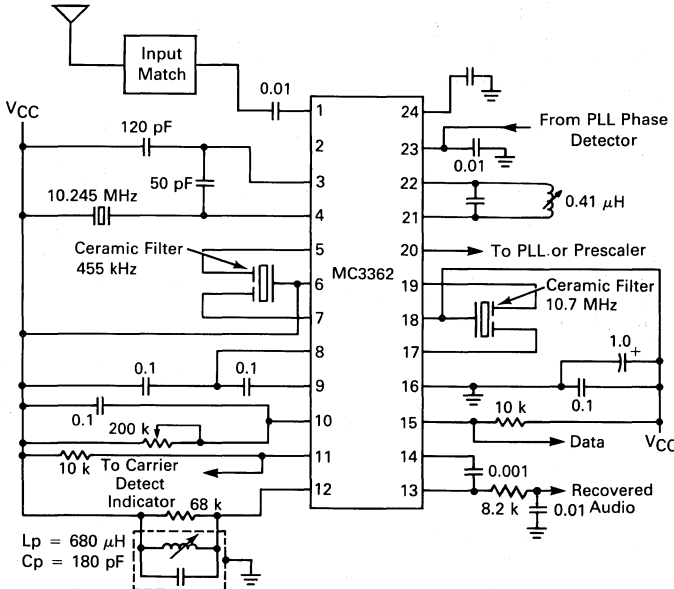 Input
Match
VCC
0.01
1
24
120 pF
2
From PLL Phase
Detector
23
0.01
50 pF
3
22
10.245 MHz
4
21
0.41 µH
Ceramic Filter
455 kHz
5
20
To PLL or Prescaler
6
MC3362
19
Ceramic Filter
10.7 MHz
7
18
8
17
1.0
+
0.1
0.1
9
16
0.1
0.1
10
15
10 k
VCC
200 k
Data
10 k
11
14
To Carrier
Detect
Indicator
0.001
12
13
Recovered
Audio
68 k
8.2 k
0.01
Lp = 680 µH
Cp = 180 pF